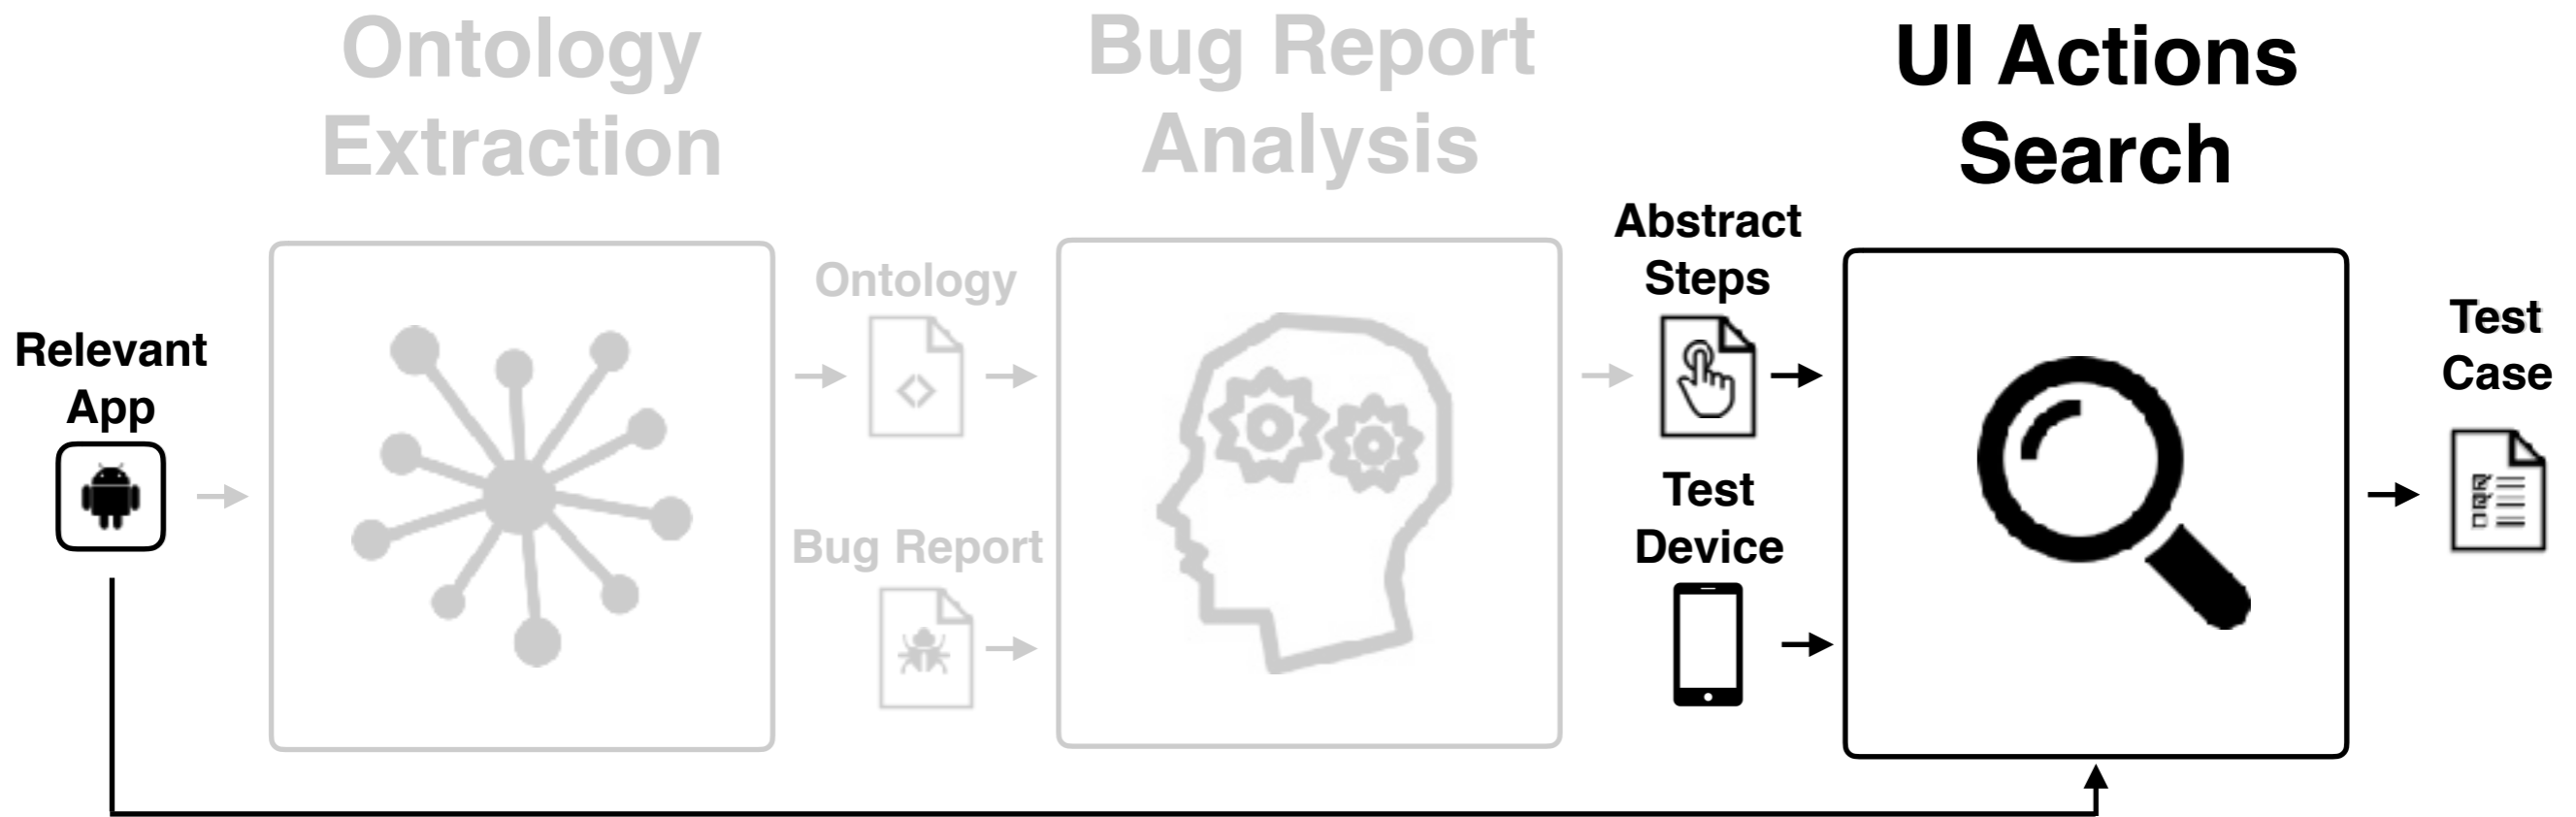 Ontology
Extraction
Bug Report
Analysis
UI Actions
Search
Relevant
App
Ontology
Bug Report
Abstract
Steps
Test
Device
Test
Case